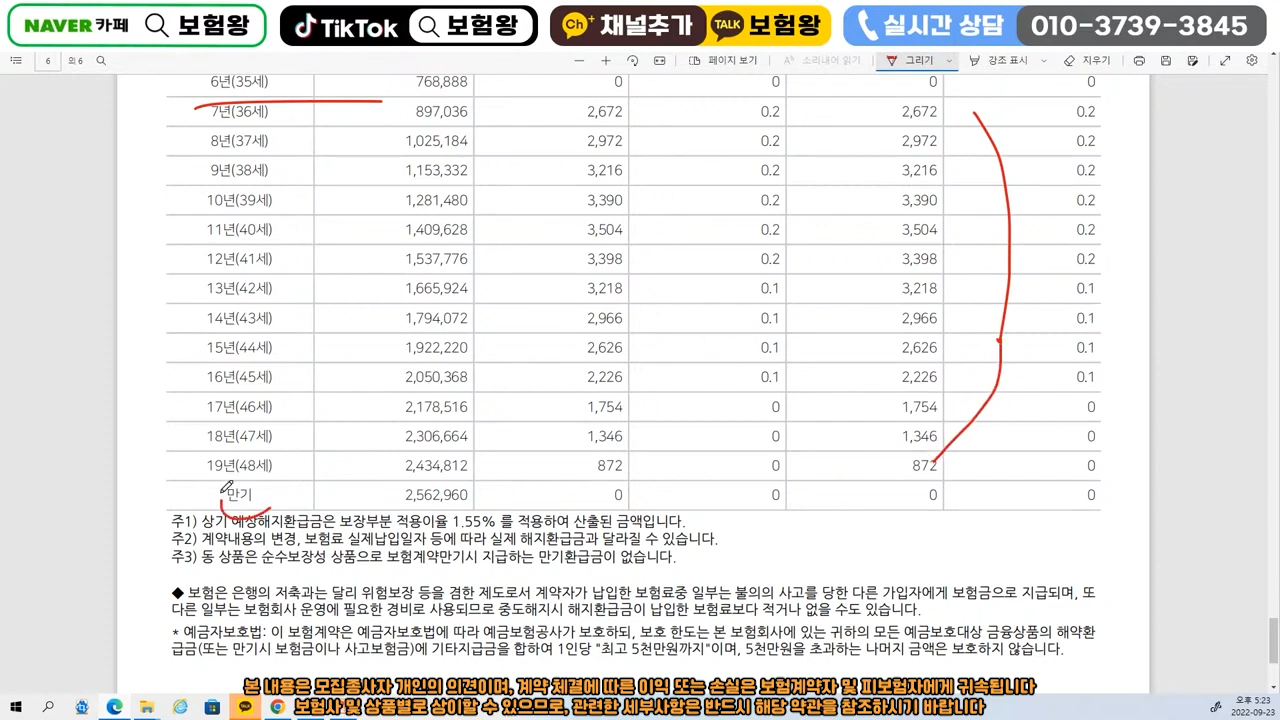 NAVER 카페 보험왕 TikTok 보험왕 Ch+ 채널추가 TALK 보험왕 실시간 상담 010-3739-3845
6 의 6 페이지 보기 소리내어 읽기 그리기 강조 표시 지우기
6년(35세) 768,888 0 0 0 0
7년(36세) 897,036 2,672 0.2 2,672 0.2
8년(37세) 1,025,184 2,972 0.2 2,972 0.2
9년(38세) 1,153,332 3,216 0.2 3,216 0.2
10년(39세) 1,281,480 3,390 0.2 3,390 0.2
11년(40세) 1,409,628 3,504 0.2 3,504 0.2
12년(41세) 1,537,776 3,398 0.2 3,398 0.2
13년(42세) 1,665,924 3,218 0.1 3,218 0.1
14년(43세) 1,794,072 2,966 0.1 2,966 0.1
15년(44세) 1,922,220 2,626 0.1 2,626 0.1
16년(45세) 2,050,368 2,226 0.1 2,226 0.1
17년(46세) 2,178,516 1,754 0 1,754 0
18년(47세) 2,306,664 1,346 0 1,346 0
19년(48세) 2,434,812 872 0 872 0
만기 2,562,960 0 0 0 0
주1) 상기 예상해지환급금은 보장부분 적용이율 1.55% 를 적용하여 산출된 금액입니다.
주2) 계약내용의 변경, 보험료 실제납입일자 등에 따라 실제 해지환급금과 달라질 수 있습니다.
주3) 동 상품은 순수보장성 상품으로 보험계약만기시 지급하는 만기환급금이 없습니다.
◆ 보험은 은행의 저축과는 달리 위험보장 등을 겸한 제도로서 계약자가 납입한 보험료중 일부는 불의의 사고를 당한 다른 가입자에게 보험금으로 지급되며, 또
다른 일부는 보험회사 운영에 필요한 경비로 사용되므로 중도해지시 해지환급금이 납입한 보험료보다 적거나 없을 수도 있습니다.
* 예금자보호법: 이 보험계약은 예금자보호법에 따라 예금보험공사가 보호하되, 보호 한도는 본 보험회사에 있는 귀하의 모든 예금보호대상 금융상품의 해약환
급금(또는 만기시 보험금이나 사고보험금)에 기타지급금을 합하여 1인당 "최고 5천만원까지"이며, 5천만원을 초과하는 나머지 금액은 보호하지 않습니다.
본 내용은 모집종사자 개인의 의견이며, 계약 체결에 따른 이익 또는 손실은 보험계약자 및 피보험자에게 귀속됩니다
보험사 및 상품별로 상이할 수 있으므로, 관련한 세부사항은 반드시 해당 약관을 참조하시기 바랍니다
오후 5:23
2022-09-23